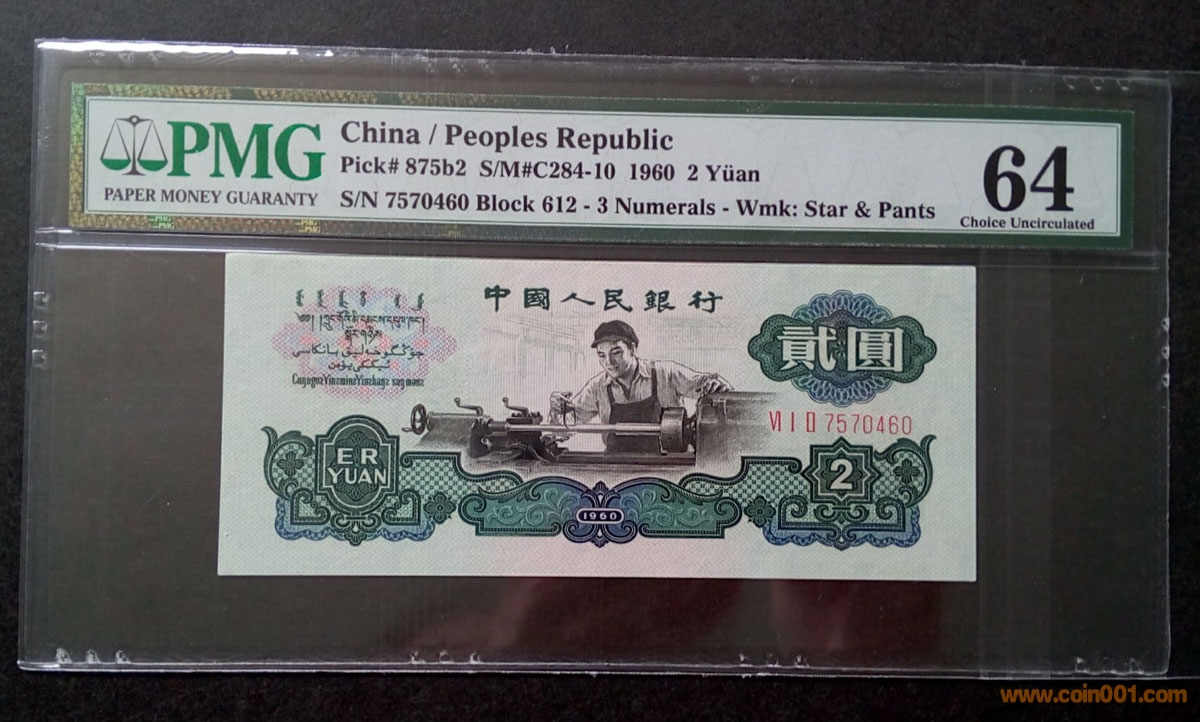 PMG
PAPER MONEY GUARANTY
China / Peoples Republic
Pick# 875b2 S/M#C284-10 1960 2 Yüan
S/N 7570460 Block 612 - 3 Numerals - Wmk: Star & Pants
64
Choice Uncirculated
中國人民銀行
貳圓
VI I II 7570460
ER
YUAN
2
1960
www.coin001.com